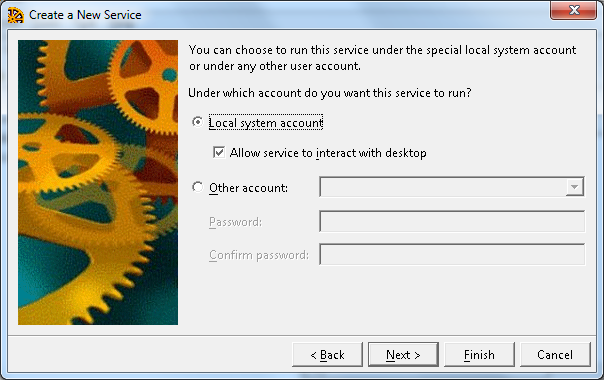 Create a New Service
You can choose to run this service under the special local system account
or under any other user account.
Under which account do you want this service to run?
Local system account
Allow service to interact with desktop
Other account:
Password:
Confirm password:
< Back
Next >
Finish
Cancel